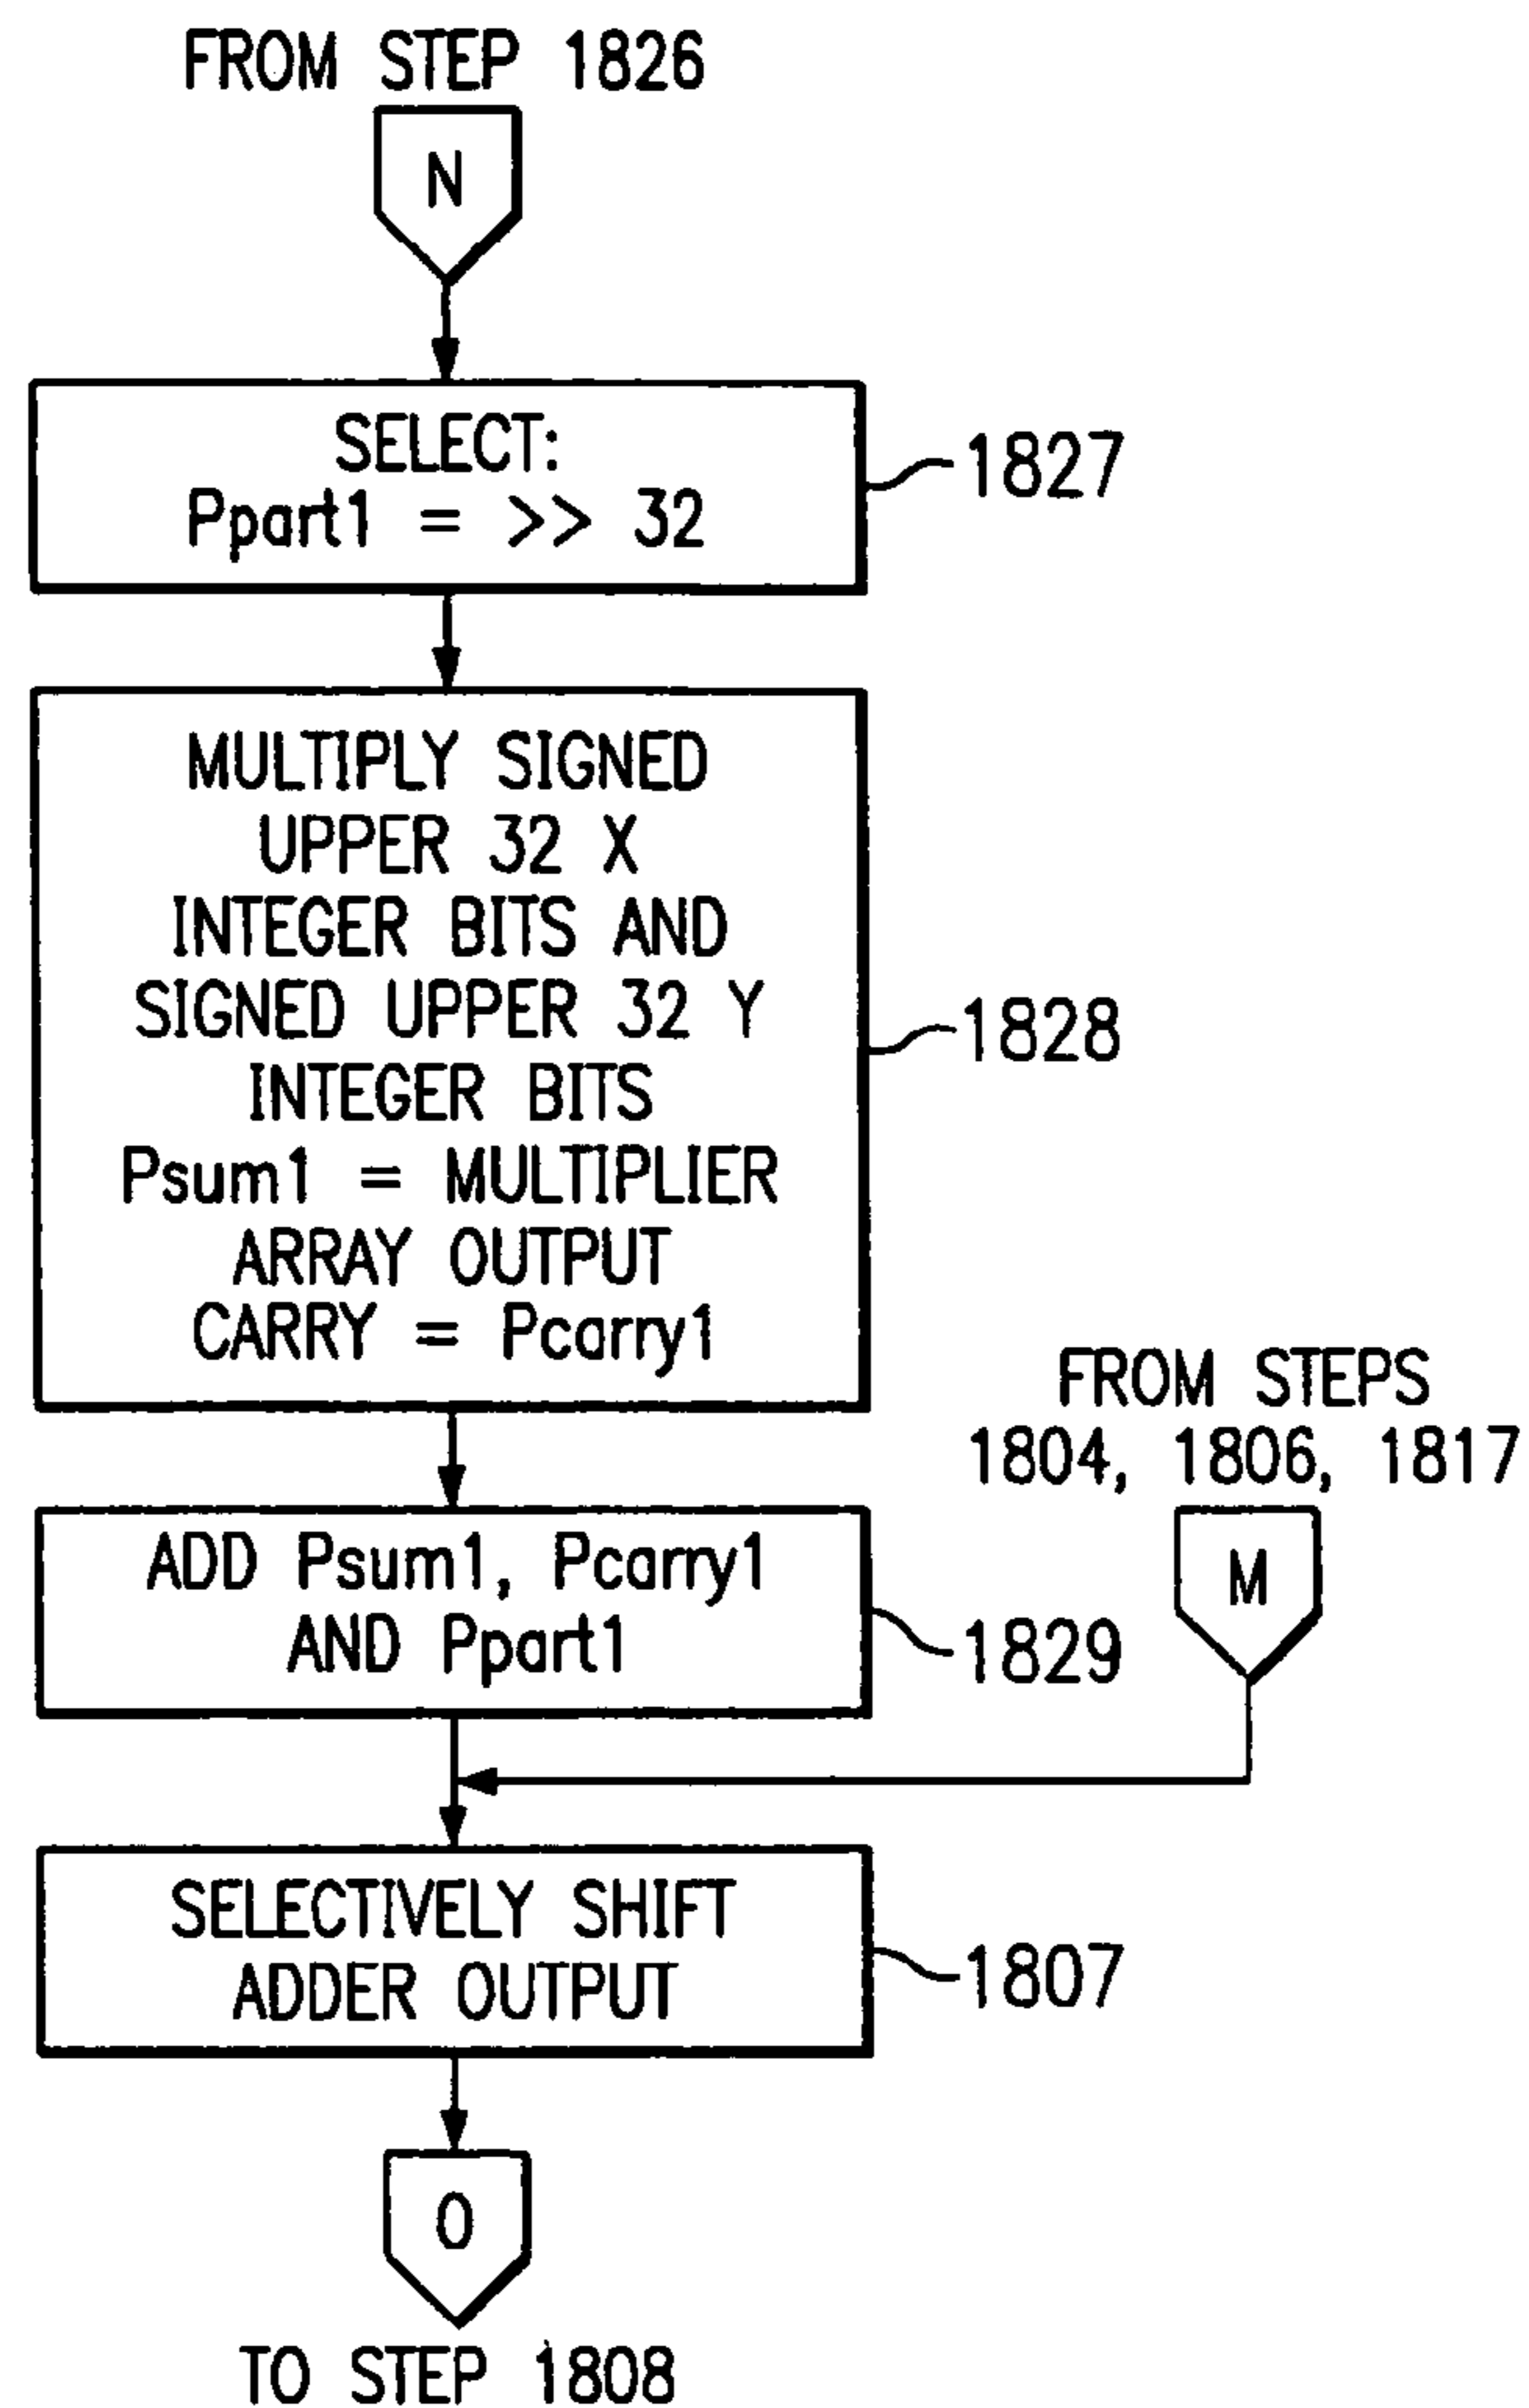 FROM STEP 1826
N
SELECT:
Ppart1 = >> 32
1827
MULTIPLY SIGNED
UPPER 32 X
INTEGER BITS AND
SIGNED UPPER 32 Y
INTEGER BITS
Psum1 = MULTIPLIER
ARRAY OUTPUT
CARRY = Pcarry1
1828
FROM STEPS
1804, 1806, 1817
M
ADD Psum1, Pcarry1
AND Ppart1
1829
SELECTIVELY SHIFT
ADDER OUTPUT
1807
O
TO STEP 1808